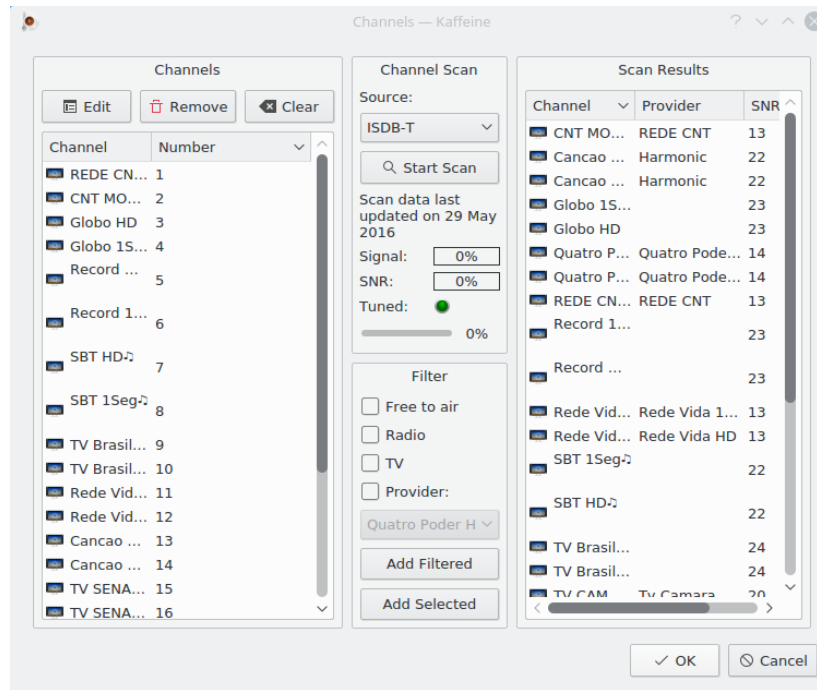 Channels — Kaffeine
Channels
Edit Remove Clear
Channel Number
REDE CN... 1
CNT MO... 2
Globo HD 3
Globo 1S... 4
Record ... 5
Record 1... 6
SBT HD♫ 7
SBT 1Seg♫ 8
TV Brasil... 9
TV Brasil... 10
Rede Vid... 11
Rede Vid... 12
Cancao ... 13
Cancao ... 14
TV SENA... 15
TV SENA... 16
Channel Scan
Source:
ISDB-T
Start Scan
Scan data last
updated on 29 May
2016
Signal: 0%
SNR: 0%
Tuned:
0%
Filter
Free to air
Radio
TV
Provider:
Quatro Poder H
Add Filtered
Add Selected
Scan Results
Channel Provider SNR
CNT MO... REDE CNT 13
Cancao ... Harmonic 22
Cancao ... Harmonic 22
Globo 1S... 23
Globo HD 23
Quatro P... Quatro Pode... 14
Quatro P... Quatro Pode... 14
REDE CN... REDE CNT 13
Record 1... 23
Record ... 23
Rede Vid... Rede Vida 1... 13
Rede Vid... Rede Vida HD 13
SBT 1Seg♫ 22
SBT HD♫ 22
TV Brasil... 24
TV Brasil... 24
TV CAM... Tv Camara 20
OK Cancel